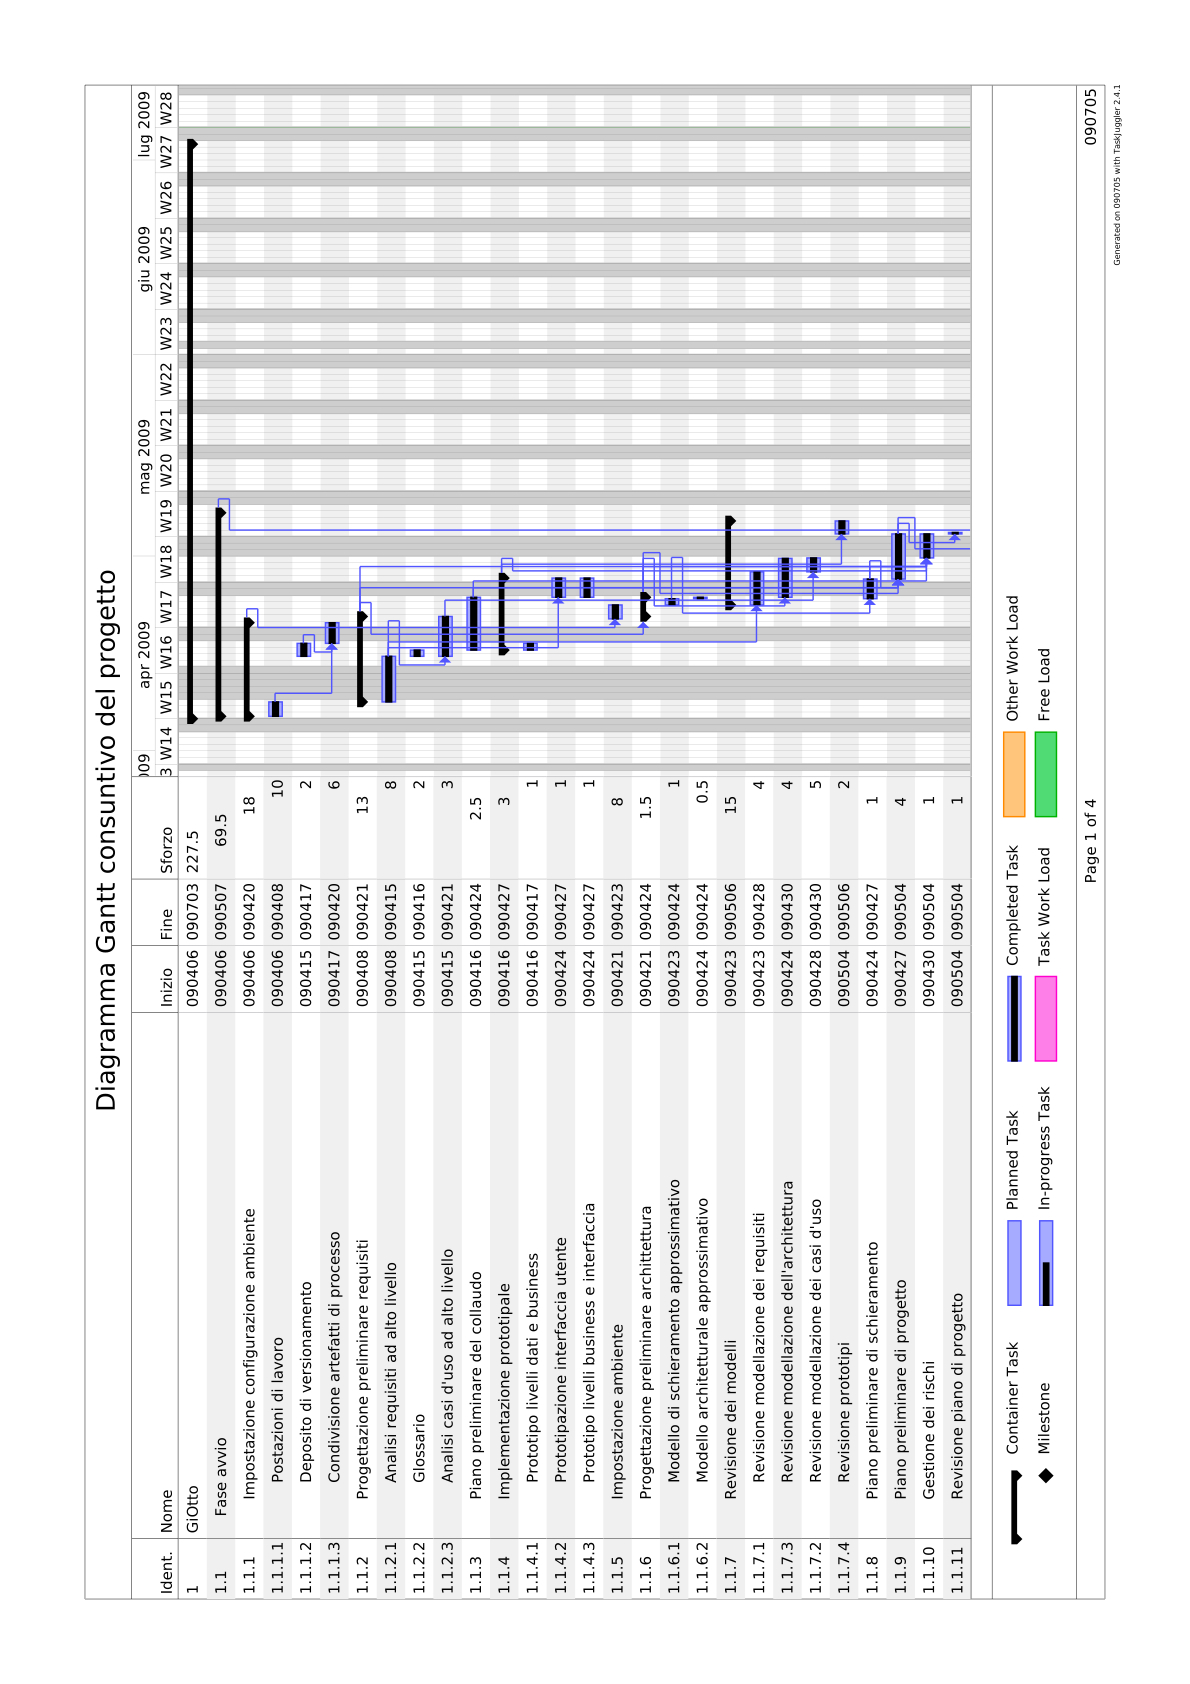 Diagramma Gantt consuntivo del progetto
09 apr 2009 mag 2009 giu 2009 lug 2009
Ident. Nome Inizio Fine Sforzo 3 W14 W15 W16 W17 W18 W19 W20 W21 W22 W23 W24 W25 W26 W27 W28
1 GiOtto 090406 090703 227.5
1.1 Fase avvio 090406 090507 69.5
1.1.1 Impostazione configurazione ambiente 090406 090420 18
1.1.1.1 Postazioni di lavoro 090406 090408 10
1.1.1.2 Deposito di versionamento 090415 090417 2
1.1.1.3 Condivisione artefatti di processo 090417 090420 6
1.1.2 Progettazione preliminare requisiti 090408 090421 13
1.1.2.1 Analisi requisiti ad alto livello 090408 090415 8
1.1.2.2 Glossario 090415 090416 2
1.1.2.3 Analisi casi d'uso ad alto livello 090415 090421 3
1.1.3 Piano preliminare del collaudo 090416 090424 2.5
1.1.4 Implementazione prototipale 090416 090427 3
1.1.4.1 Prototipo livelli dati e business 090416 090417 1
1.1.4.2 Prototipazione interfaccia utente 090424 090427 1
1.1.4.3 Prototipo livelli business e interfaccia 090424 090427 1
1.1.5 Impostazione ambiente 090421 090423 8
1.1.6 Progettazione preliminare archittettura 090421 090424 1.5
1.1.6.1 Modello di schieramento approssimativo 090423 090424 1
1.1.6.2 Modello architetturale approssimativo 090424 090424 0.5
1.1.7 Revisione dei modelli 090423 090506 15
1.1.7.1 Revisione modellazione dei requisiti 090423 090428 4
1.1.7.3 Revisione modellazione dell'architettura 090424 090430 4
1.1.7.2 Revisione modellazione dei casi d'uso 090428 090430 5
1.1.7.4 Revisione prototipi 090504 090506 2
1.1.8 Piano preliminare di schieramento 090424 090427 1
1.1.9 Piano preliminare di progetto 090427 090504 4
1.1.10 Gestione dei rischi 090430 090504 1
1.1.11 Revisione piano di progetto 090504 090504 1
Container Task Planned Task Completed Task Other Work Load
Milestone In-progress Task Task Work Load Free Load
Page 1 of 4 090705
Generated on 090705 with TaskJuggler 2.4.1